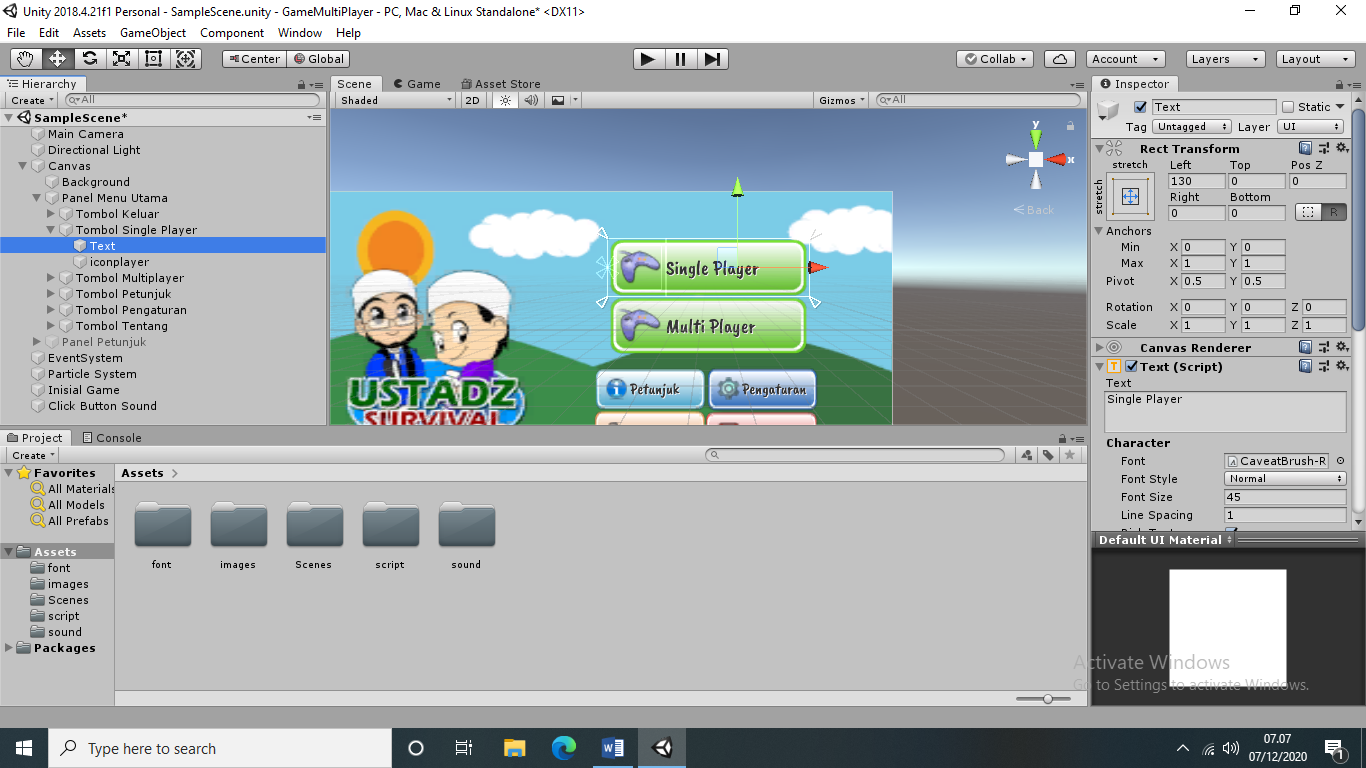 Unity 2018.4.21f1 Personal - SampleScene.unity - GameMultiPlayer - PC, Mac & Linux Standalone* <DX11>
File Edit Assets GameObject Component Window Help
Center Global Collab Account Layers Layout
Hierarchy
Create All
SampleScene*
Main Camera
Directional Light
Canvas
Background
Panel Menu Utama
Tombol Keluar
Tombol Single Player
Text
iconplayer
Tombol Multiplayer
Tombol Petunjuk
Tombol Pengaturan
Tombol Tentang
Panel Petunjuk
EventSystem
Particle System
Inisial Game
Click Button Sound
Scene Game Asset Store
Shaded 2D Gizmos All
y
x
Back
Single Player
Multi Player
Petunjuk Pengaturan
USTADZ
SURVIVAL
Inspector
Text Static
Tag Untagged Layer UI
Rect Transform
stretch Left Top Pos Z
stretch 130 0 0
Right Bottom
0 0 R
Anchors
Min X 0 Y 0
Max X 1 Y 1
Pivot X 0.5 Y 0.5
Rotation X 0 Y 0 Z 0
Scale X 1 Y 1 Z 1
Canvas Renderer
T Text (Script)
Text
Single Player
Character
Font CaveatBrush-R
Font Style Normal
Font Size 45
Line Spacing 1
Default UI Material
Project Console
Create
Favorites
All Materials
All Models
All Prefabs
Assets
font
images
Scenes
script
sound
Packages
Assets
font images Scenes script sound
Activate Windows
Go to Settings to activate Windows.
Type here to search
07.07
07/12/2020
1